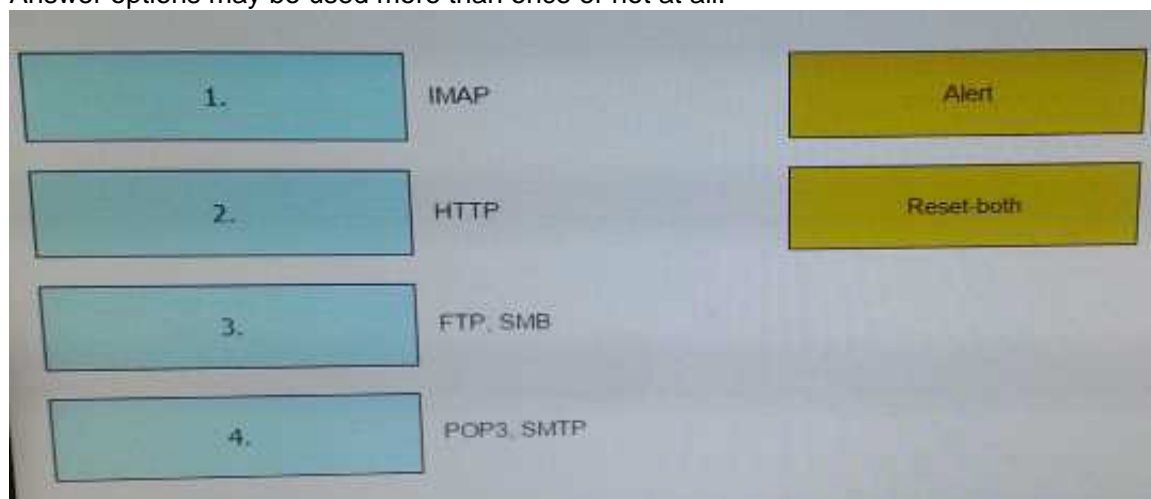 Answer options may be used more than once or not at all.
1. IMAP Alert
2. HTTP Reset-both
3. FTP, SMB
4. POP3, SMTP